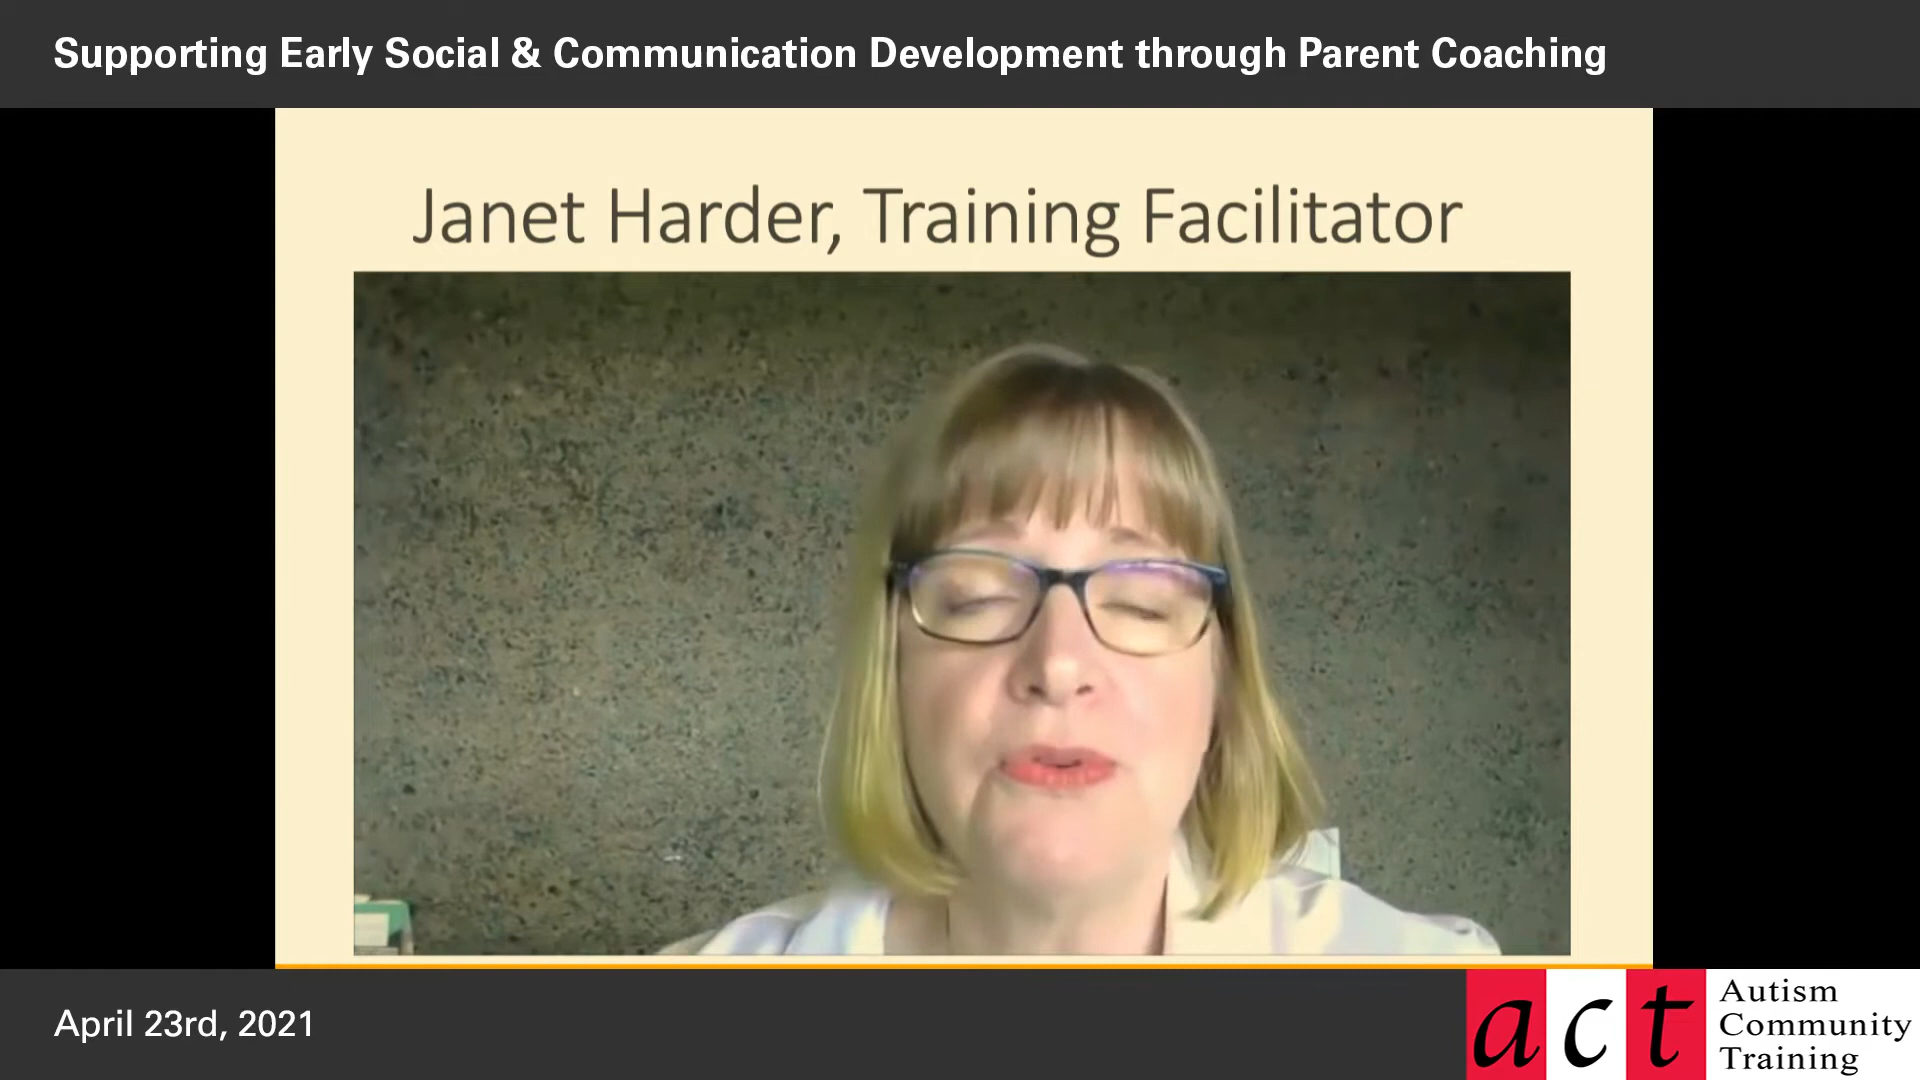 Supporting Early Social & Communication Development through Parent Coaching
Janet Harder, Training Facilitator
April 23rd, 2021
act
Autism
Community
Training